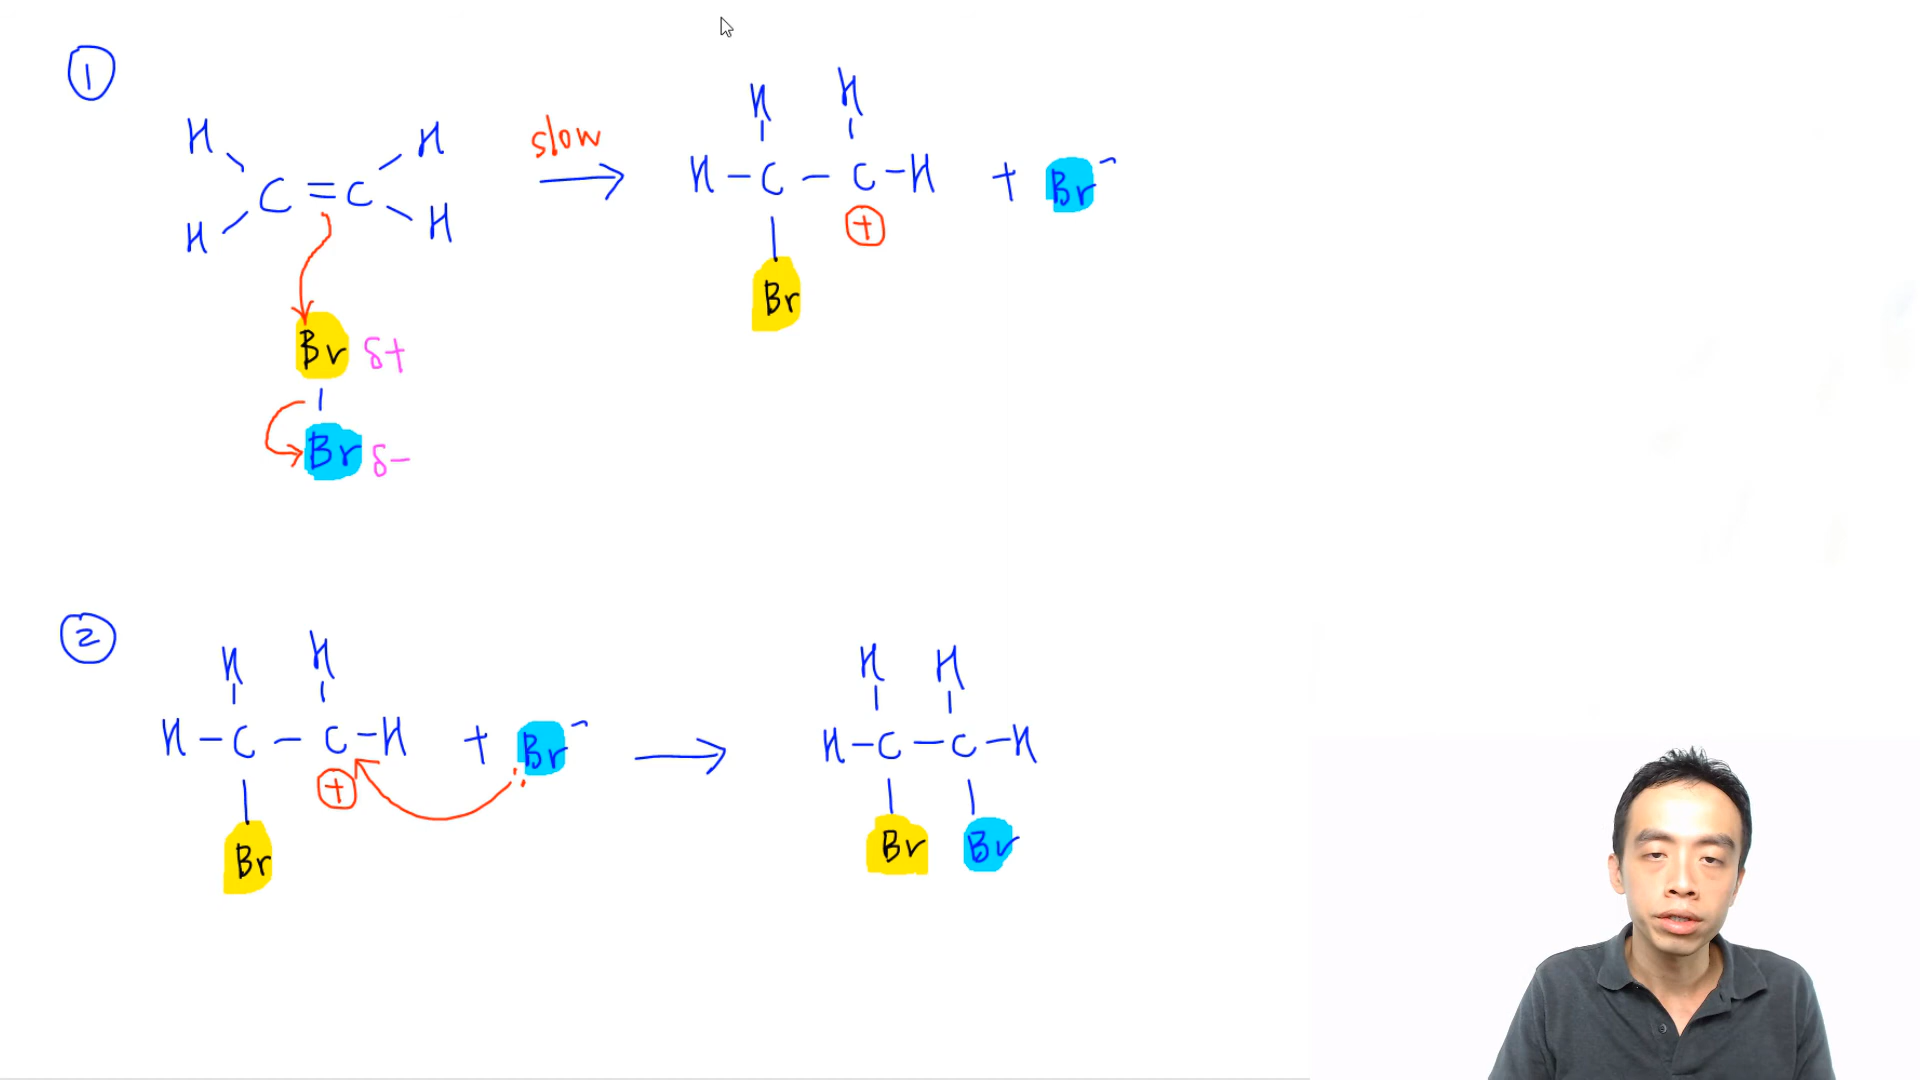 ①
H H
H H
slow
H H
C = C
H - C - C - H + Br⁻
H H
⊕
Br
Br δ+
Br δ-
②
H H
H - C - C - H + Br⁻
⊕
Br
H H
H - C - C - H
Br Br